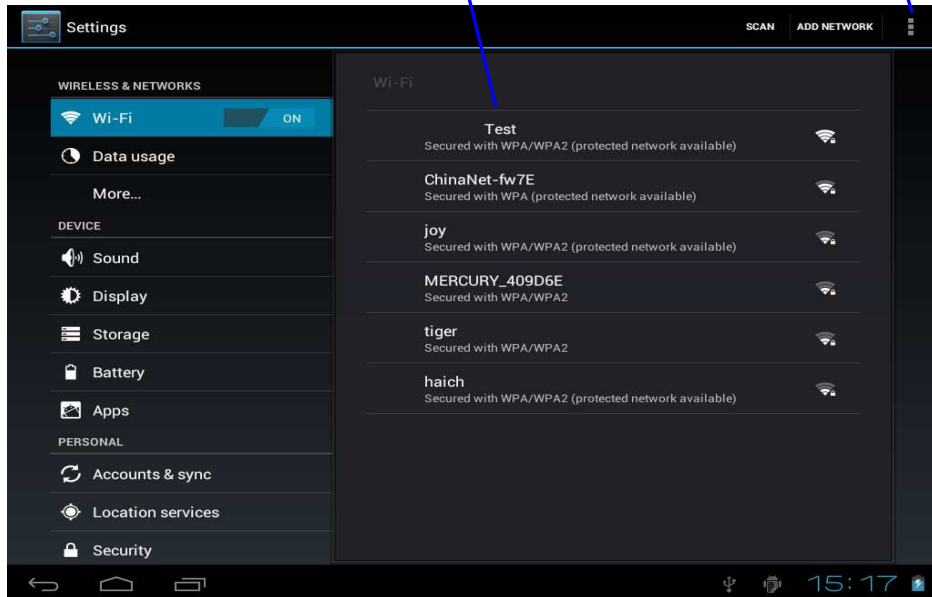 Settings
SCAN
ADD NETWORK
WIRELESS & NETWORKS
Wi-Fi
ON
Data usage
More...
DEVICE
Sound
Display
Storage
Battery
Apps
PERSONAL
Accounts & sync
Location services
Security
Wi-Fi
Test
Secured with WPA/WPA2 (protected network available)
ChinaNet-fw7E
Secured with WPA (protected network available)
joy
Secured with WPA/WPA2 (protected network available)
MERCURY_409D6E
Secured with WPA/WPA2
tiger
Secured with WPA/WPA2
haich
Secured with WPA/WPA2 (protected network available)
15:17